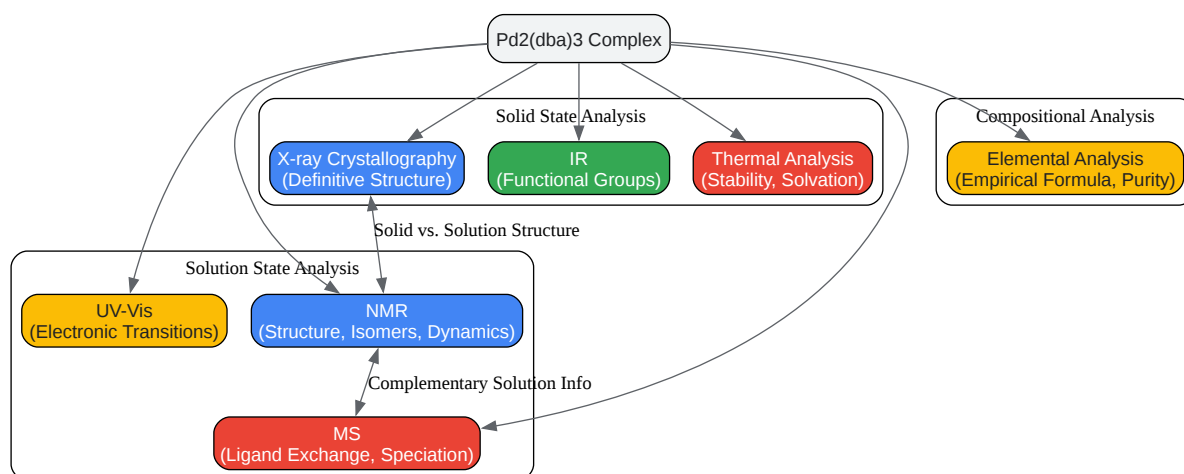 Pd2(dba)3 Complex
Solid State Analysis
Compositional Analysis
X-ray Crystallography
(Definitive Structure)
IR
(Functional Groups)
Thermal Analysis
(Stability, Solvation)
Elemental Analysis
(Empirical Formula, Purity)
Solid vs. Solution Structure
Solution State Analysis
UV-Vis
(Electronic Transitions)
NMR
(Structure, Isomers, Dynamics)
Complementary Solution Info
MS
(Ligand Exchange, Speciation)